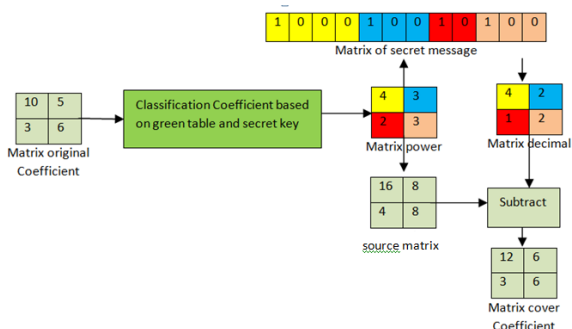 1 0 0 0 1 0 0 1 0 1 0 0
Matrix of secret message
10 5
3 6
Matrix original
Coefficient
Classification Coefficient based
on green table and secret key
4 3
2 3
Matrix power
4 2
1 2
Matrix decimal
16 8
4 8
source matrix
Subtract
12 6
3 6
Matrix cover
Coefficient